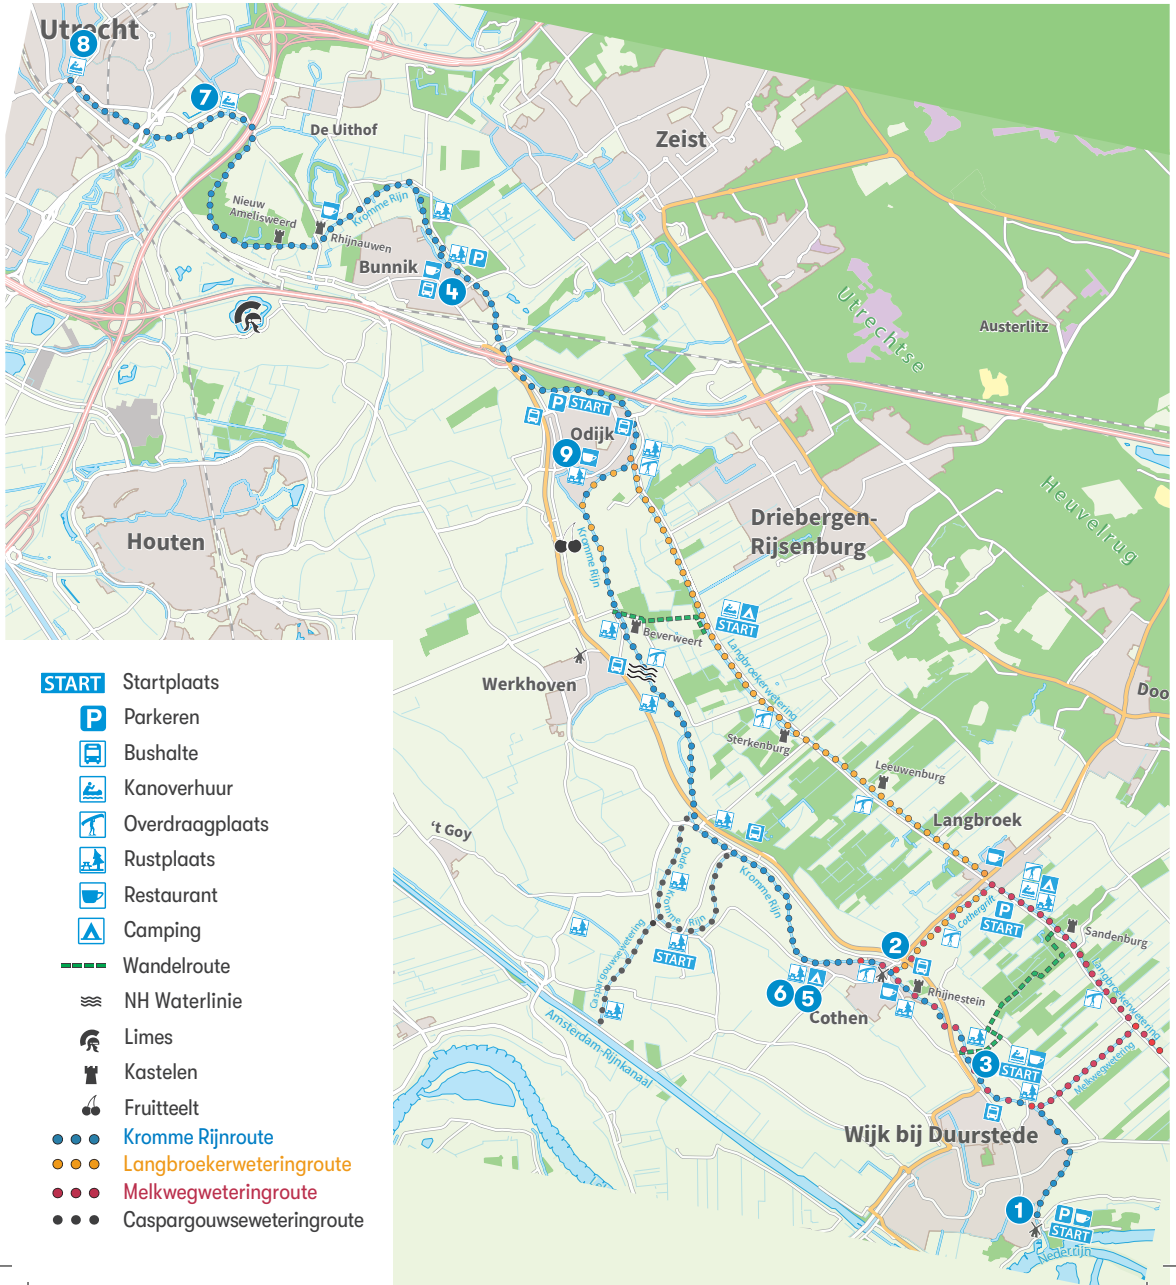 Utrecht
8
7
De Uithof
Zeist
Nieuw
Amelisweerd
Kromme Rijn
Rhijnauwen
Bunnik
P
4
Utrechtse
Austerlitz
P START
Odijk
9
Heuvelrug
Driebergen-
Rijsenburg
Houten
Kromme Rijn
START
Beverweert
Langbroekerwetering
Werkhoven
Doo
Sterkenburg
Leeuwenburg
Langbroek
't Goy
Oude
Kromme Rijn
Kromme Rijn
Cothergrift
P
START
Sandenburg
Caspargouwsewetering
START
2
Langbroekerwetering
6
5
Rhijnestein
Cothen
Amsterdam-Rijnkanaal
3
START
Melkwegwetering
Wijk bij Duurstede
1
P
START
Nederrijn
START Startplaats
P Parkeren
Bushalte
Kanoverhuur
Overdraagplaats
Rustplaats
Restaurant
Camping
Wandelroute
NH Waterlinie
Limes
Kastelen
Fruitteelt
Kromme Rijnroute
Langbroekerweteringroute
Melkwegweteringroute
Caspargouwseweteringroute